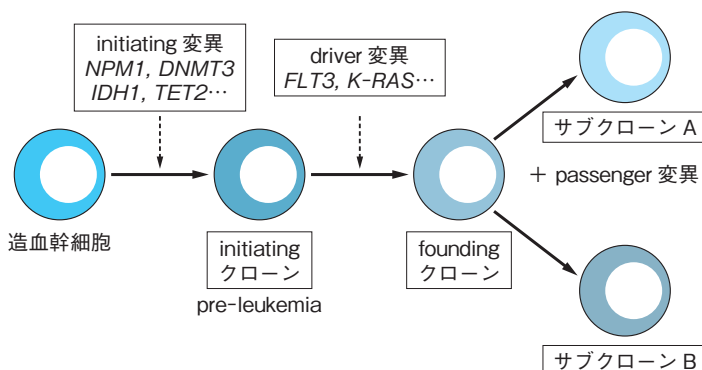 initiating 変異
NPM1, DNMT3
IDH1, TET2…
driver 変異
FLT3, K-RAS…
サブクローン A
+ passenger 変異
造血幹細胞
initiating
クローン
pre-leukemia
founding
クローン
サブクローン B